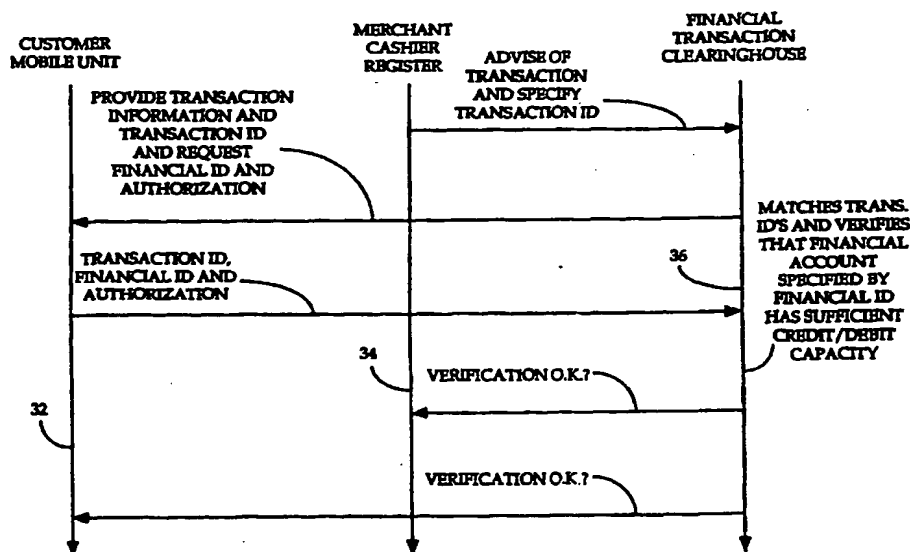 CUSTOMER
MOBILE UNIT
MERCHANT
CASHIER
REGISTER
FINANCIAL
TRANSACTION
CLEARINGHOUSE
ADVISE OF
TRANSACTION
AND SPECIFY
TRANSACTION ID
PROVIDE TRANSACTION
INFORMATION AND
TRANSACTION ID
AND REQUEST
FINANCIAL ID AND
AUTHORIZATION
TRANSACTION ID,
FINANCIAL ID AND
AUTHORIZATION
36
MATCHES TRANS.
ID'S AND VERIFIES
THAT FINANCIAL
ACCOUNT
SPECIFIED BY
FINANCIAL ID
HAS SUFFICIENT
CREDIT/DEBIT
CAPACITY
34
VERIFICATION O.K.?
32
VERIFICATION O.K.?